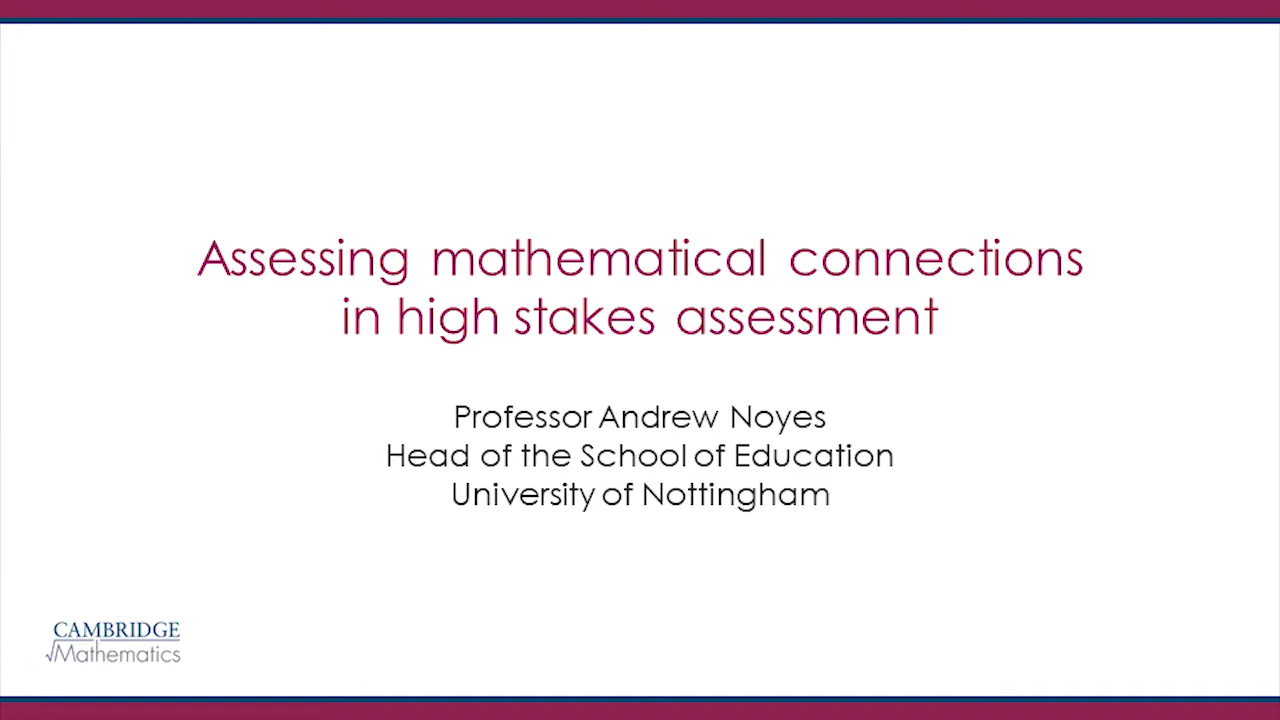 Assessing mathematical connections
in high stakes assessment
Professor Andrew Noyes
Head of the School of Education
University of Nottingham
CAMBRIDGE
√Mathematics